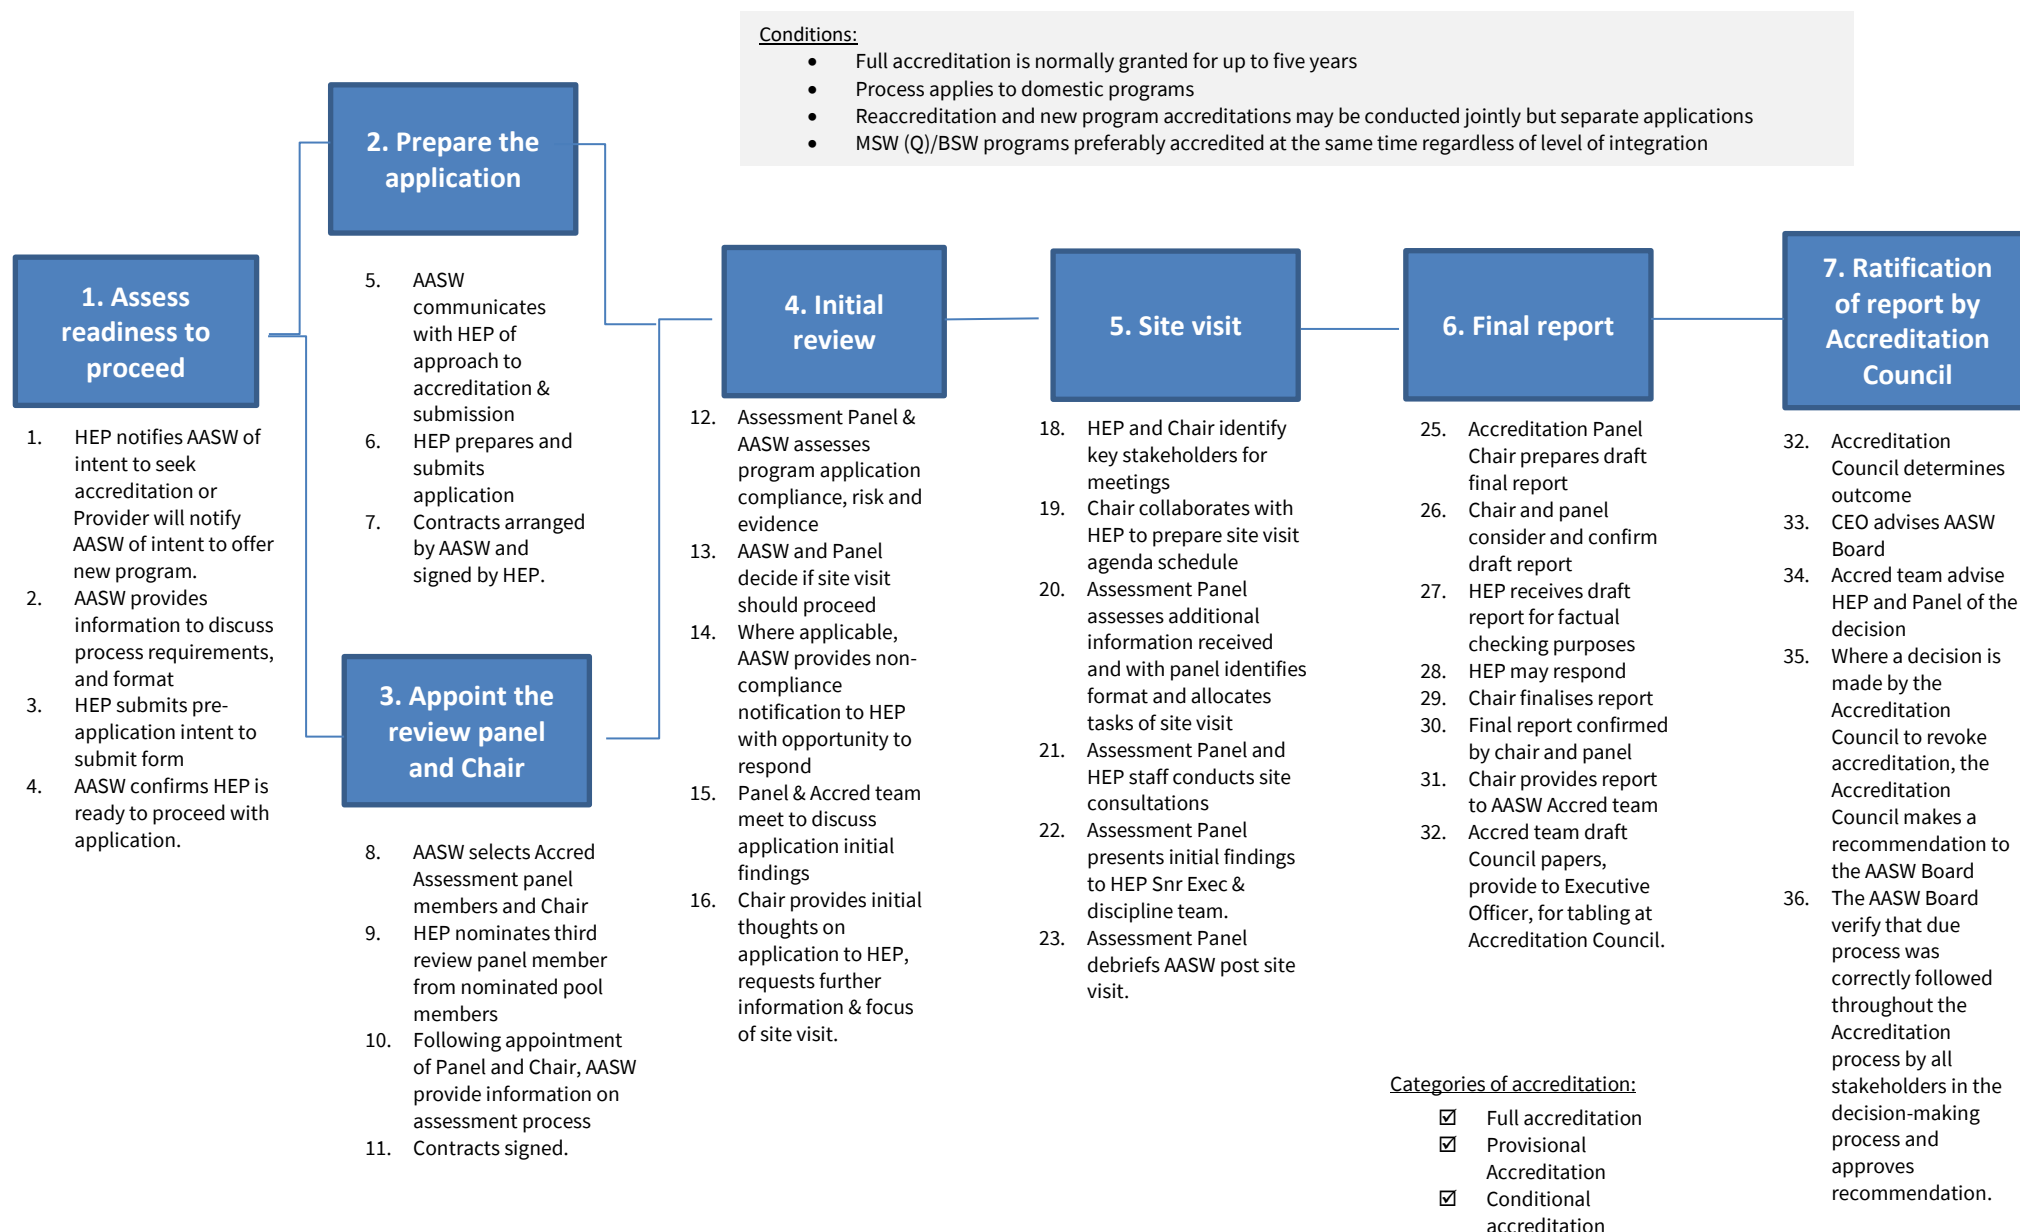 Conditions:
• Full accreditation is normally granted for up to five years
• Process applies to domestic programs
• Reaccreditation and new program accreditations may be conducted jointly but separate applications
• MSW (Q)/BSW programs preferably accredited at the same time regardless of level of integration
1. Assess
readiness to
proceed
1. HEP notifies AASW of
intent to seek
accreditation or
Provider will notify
AASW of intent to offer
new program.
2. AASW provides
information to discuss
process requirements,
and format
3. HEP submits pre-
application intent to
submit form
4. AASW confirms HEP is
ready to proceed with
application.
2. Prepare the
application
5. AASW
communicates
with HEP of
approach to
accreditation &
submission
6. HEP prepares and
submits
application
7. Contracts arranged
by AASW and
signed by HEP.
3. Appoint the
review panel
and Chair
8. AASW selects Accred
Assessment panel
members and Chair
9. HEP nominates third
review panel member
from nominated pool
members
10. Following appointment
of Panel and Chair, AASW
provide information on
assessment process
11. Contracts signed.
4. Initial
review
12. Assessment Panel &
AASW assesses
program application
compliance, risk and
evidence
13. AASW and Panel
decide if site visit
should proceed
14. Where applicable,
AASW provides non-
compliance
notification to HEP
with opportunity to
respond
15. Panel & Accred team
meet to discuss
application initial
findings
16. Chair provides initial
thoughts on
application to HEP,
requests further
information & focus
of site visit.
5. Site visit
18. HEP and Chair identify
key stakeholders for
meetings
19. Chair collaborates with
HEP to prepare site visit
agenda schedule
20. Assessment Panel
assesses additional
information received
and with panel identifies
format and allocates
tasks of site visit
21. Assessment Panel and
HEP staff conducts site
consultations
22. Assessment Panel
presents initial findings
to HEP Snr Exec &
discipline team.
23. Assessment Panel
debriefs AASW post site
visit.
6. Final report
25. Accreditation Panel
Chair prepares draft
final report
26. Chair and panel
consider and confirm
draft report
27. HEP receives draft
report for factual
checking purposes
28. HEP may respond
29. Chair finalises report
30. Final report confirmed
by chair and panel
31. Chair provides report
to AASW Accred team
32. Accred team draft
Council papers,
provide to Executive
Officer, for tabling at
Accreditation Council.
Categories of accreditation:
☑ Full accreditation
☑ Provisional
Accreditation
☑ Conditional
accreditation
7. Ratification
of report by
Accreditation
Council
32. Accreditation
Council determines
outcome
33. CEO advises AASW
Board
34. Accred team advise
HEP and Panel of the
decision
35. Where a decision is
made by the
Accreditation
Council to revoke
accreditation, the
Accreditation
Council makes a
recommendation to
the AASW Board
36. The AASW Board
verify that due
process was
correctly followed
throughout the
Accreditation
process by all
stakeholders in the
decision-making
process and
approves
recommendation.